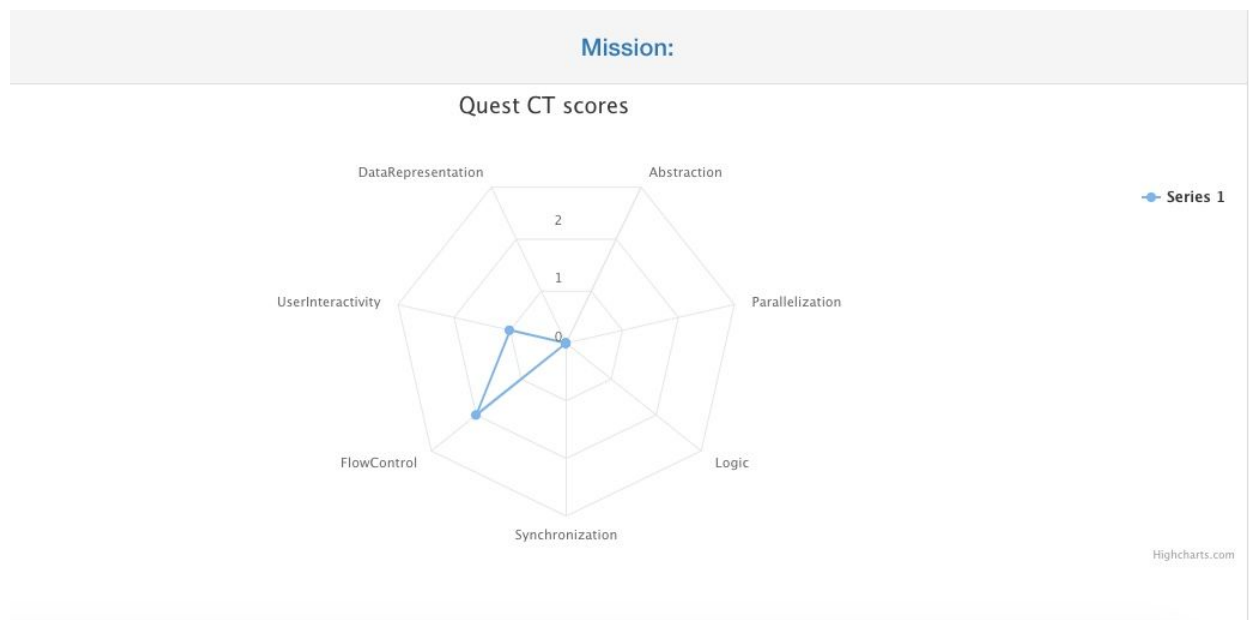 Mission:
Quest CT scores
DataRepresentation
Abstraction
2
Series 1
1
UserInteractivity
Parallelization
0
FlowControl
Logic
Synchronization
Highcharts.com